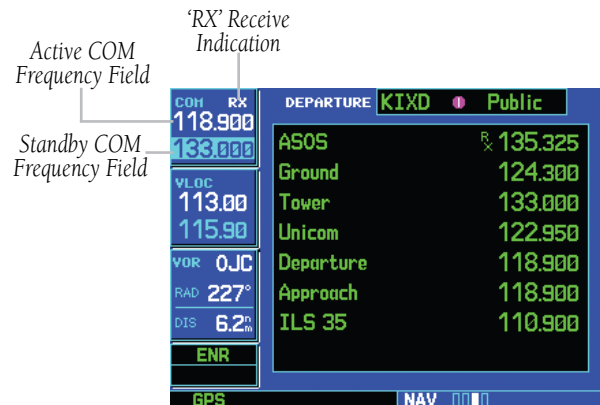 'RX' Receive
Indication
Active COM
Frequency Field
Standby COM
Frequency Field
COM RX
118.900
133.000
VLOC
113.00
115.90
VOR OJC
RAD 227°
DIS 6.2nm
ENR
GPS
DEPARTURE KIXD Public
ASOS Rx 135.325
Ground 124.300
Tower 133.000
Unicom 122.950
Departure 118.900
Approach 118.900
ILS 35 110.900
NAV